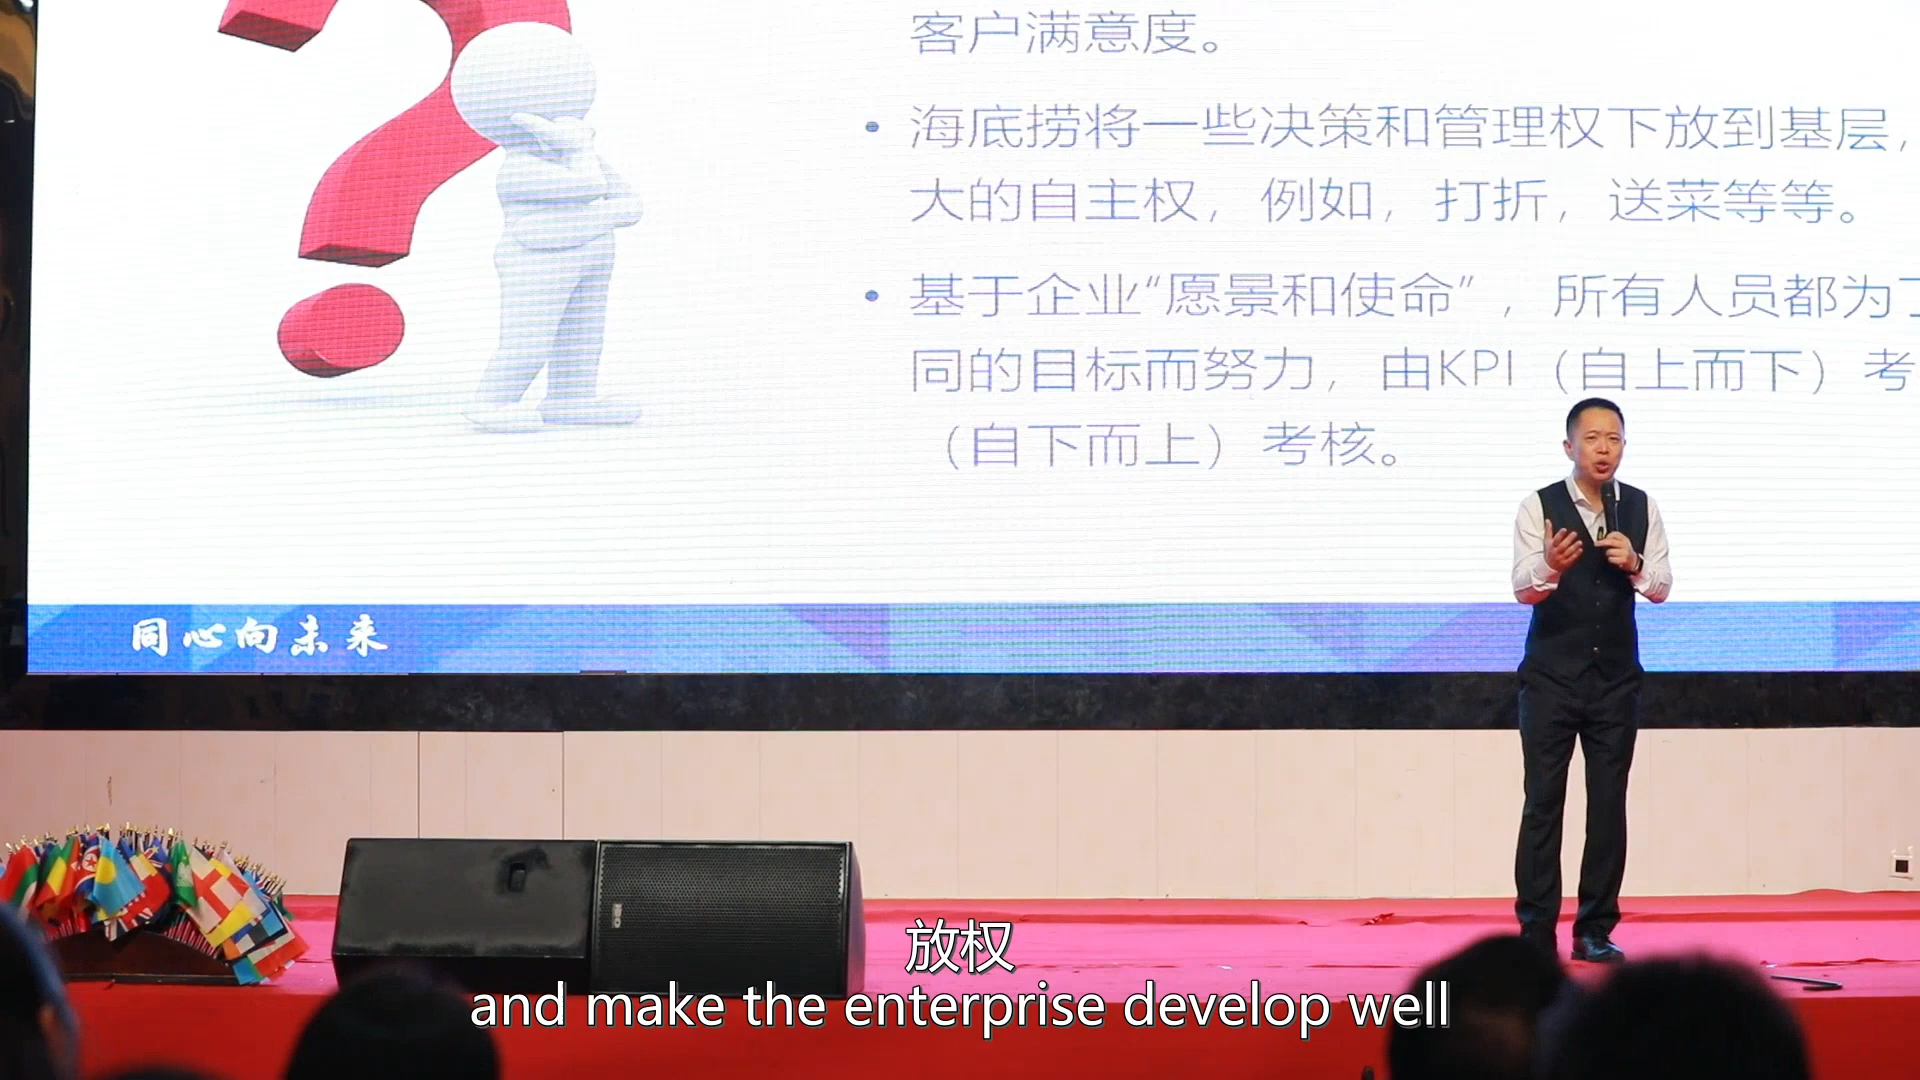 客户满意度。
• 海底捞将一些决策和管理权下放到基层，
大的自主权，例如，打折，送菜等等。
• 基于企业“愿景和使命”，所有人员都为了
同的目标而努力，由KPI（自上而下）考
（自下而上）考核。
同心向未来
放权
and make the enterprise develop well